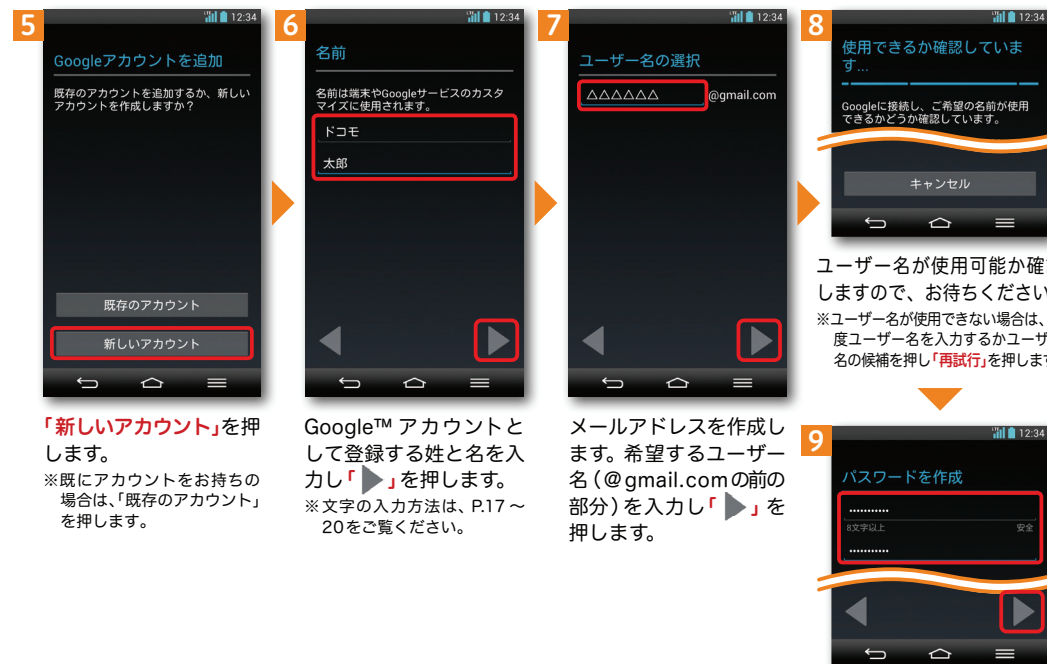 5
12:34
Googleアカウントを追加
既存のアカウントを追加するか、新しい
アカウントを作成しますか？
既存のアカウント
新しいアカウント
「新しいアカウント」を押
します。
※既にアカウントをお持ちの
場合は、「既存のアカウント」
を押します。
6
12:34
名前
名前は端末やGoogleサービスのカスタ
マイズに使用されます。
ドコモ
太郎
Google™ アカウントと
して登録する姓と名を入
力し「▶」を押します。
※文字の入力方法は、P.17～
20をご覧ください。
7
12:34
ユーザー名の選択
△△△△△△ @gmail.com
メールアドレスを作成し
ます。希望するユーザー
名（@gmail.comの前の
部分）を入力し「▶」を
押します。
8
12:34
使用できるか確認していま
す...
Googleに接続し、ご希望の名前が使用
できるかどうか確認しています。
キャンセル
ユーザー名が使用可能か確
しますので、お待ちください
※ユーザー名が使用できない場合は、
度ユーザー名を入力するかユーザ
名の候補を押し「再試行」を押しま
9
12:34
パスワードを作成
...........
8文字以上 安全
...........